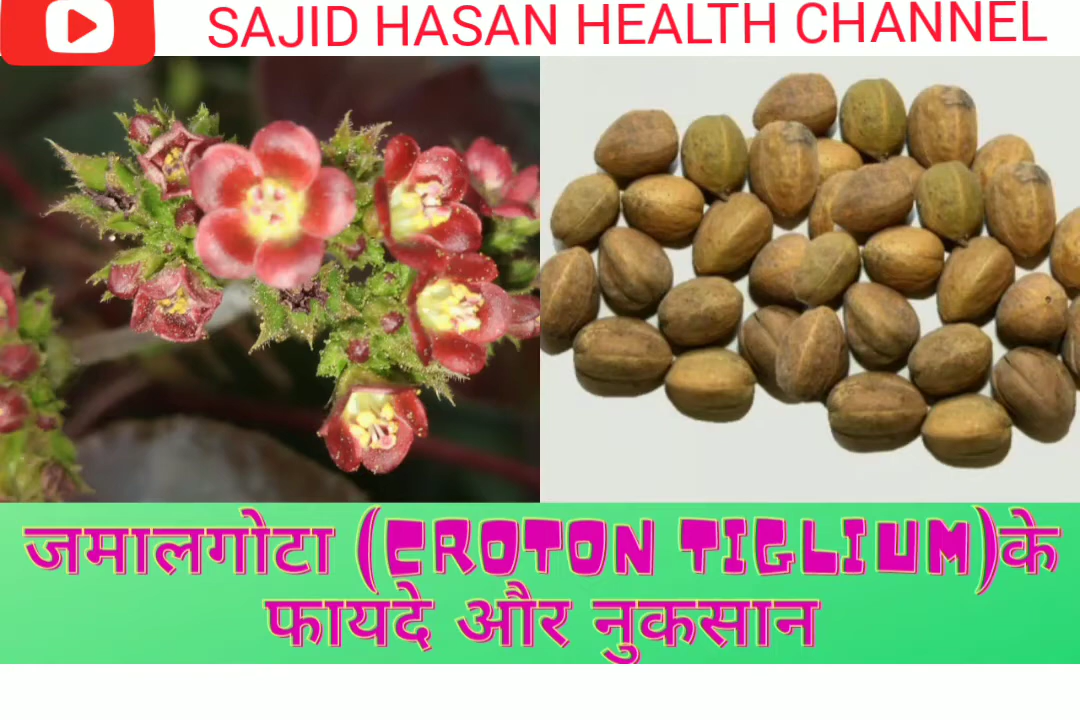 SAJID HASAN HEALTH CHANNEL
जमालगोटा (CROTON TIGLIUM)के
फायदे और नुकसान